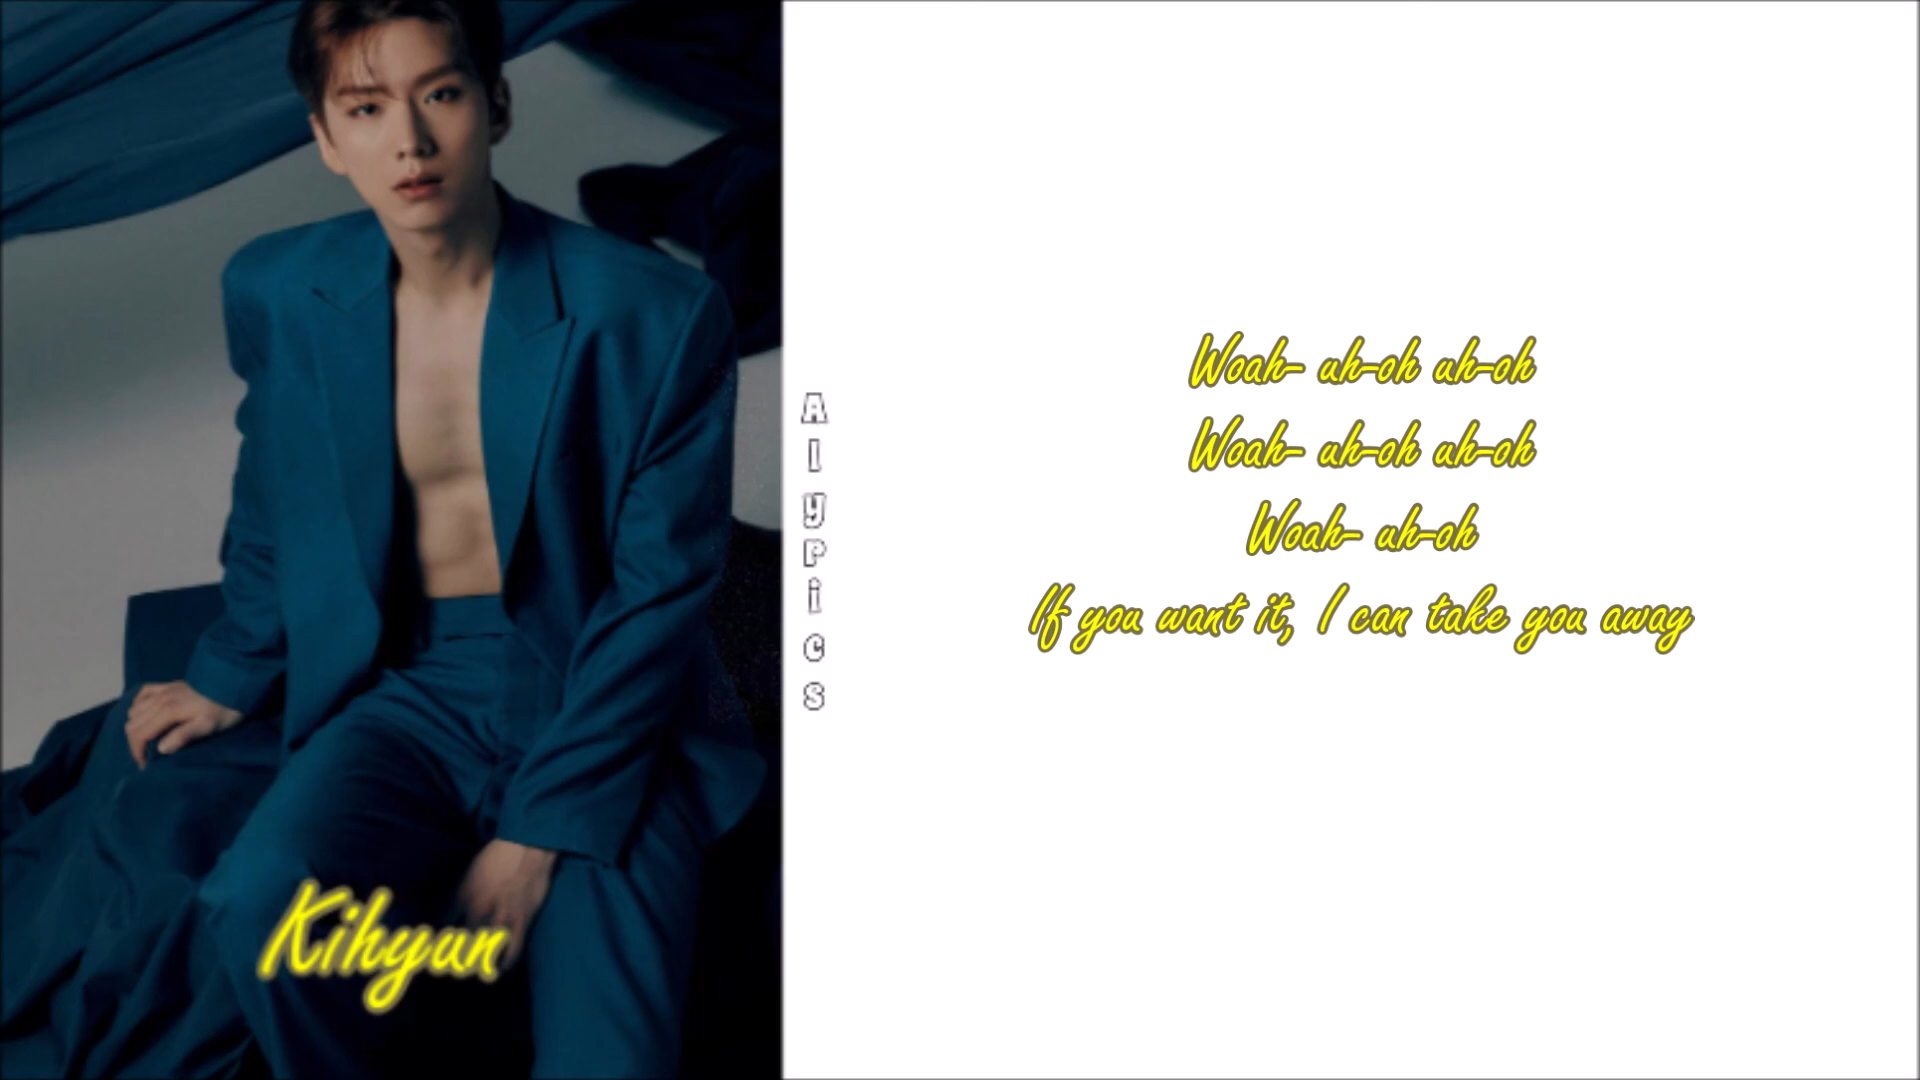 Kihyun
AlyPics
Woah- uh-oh uh-oh
Woah- uh-oh uh-oh
Woah- uh-oh
If you want it, I can take you away